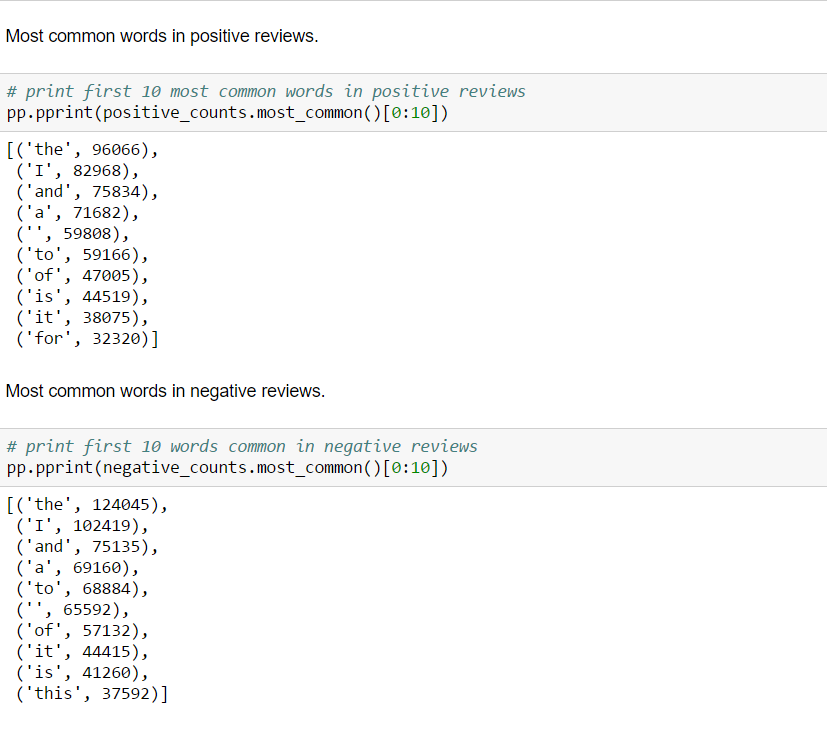 Most common words in positive reviews.
# print first 10 most common words in positive reviews
pp.pprint(positive_counts.most_common()[0:10])
[('the', 96066),
('I', 82968),
('and', 75834),
('a', 71682),
('', 59808),
('to', 59166),
('of', 47005),
('is', 44519),
('it', 38075),
('for', 32320)]
Most common words in negative reviews.
# print first 10 words common in negative reviews
pp.pprint(negative_counts.most_common()[0:10])
[('the', 124045),
('I', 102419),
('and', 75135),
('a', 69160),
('to', 68884),
('', 65592),
('of', 57132),
('it', 44415),
('is', 41260),
('this', 37592)]